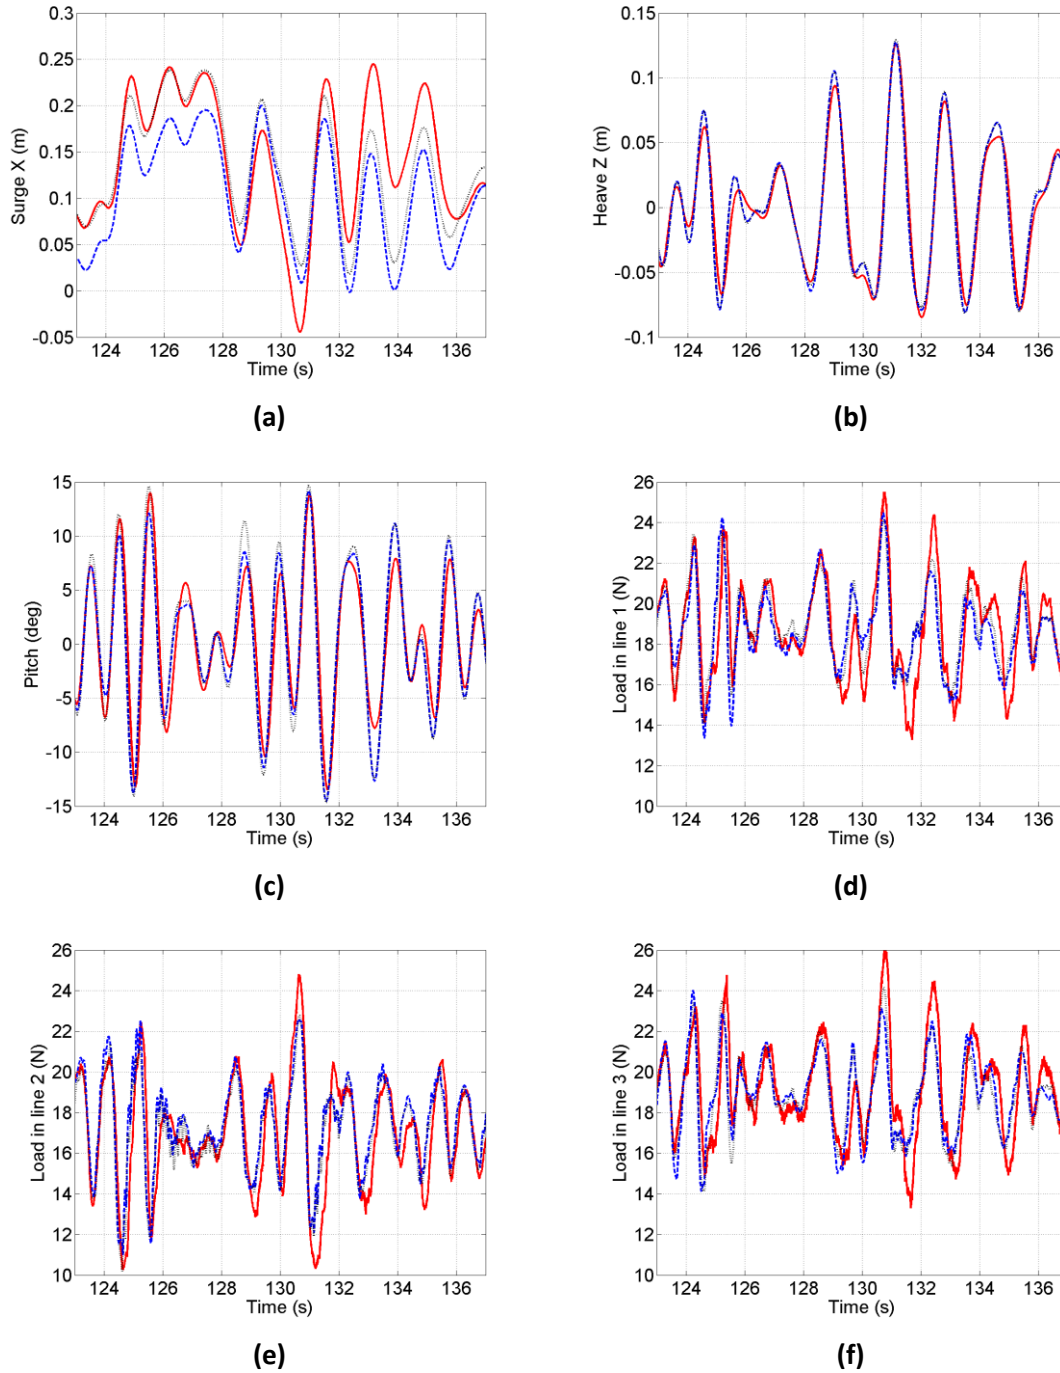 0.3
0.25
0.2
0.15
0.1
0.05
0
-0.05
Surge X (m)
124 126 128 130 132 134 136
Time (s)
(a)
0.15
0.1
0.05
0
-0.05
-0.1
Heave Z (m)
124 126 128 130 132 134 136
Time (s)
(b)
15
10
5
0
-5
-10
-15
Pitch (deg)
124 126 128 130 132 134 136
Time (s)
(c)
26
24
22
20
18
16
14
12
10
Load in line 1 (N)
124 126 128 130 132 134 136
Time (s)
(d)
26
24
22
20
18
16
14
12
10
Load in line 2 (N)
124 126 128 130 132 134 136
Time (s)
(e)
26
24
22
20
18
16
14
12
10
Load in line 3 (N)
124 126 128 130 132 134 136
Time (s)
(f)